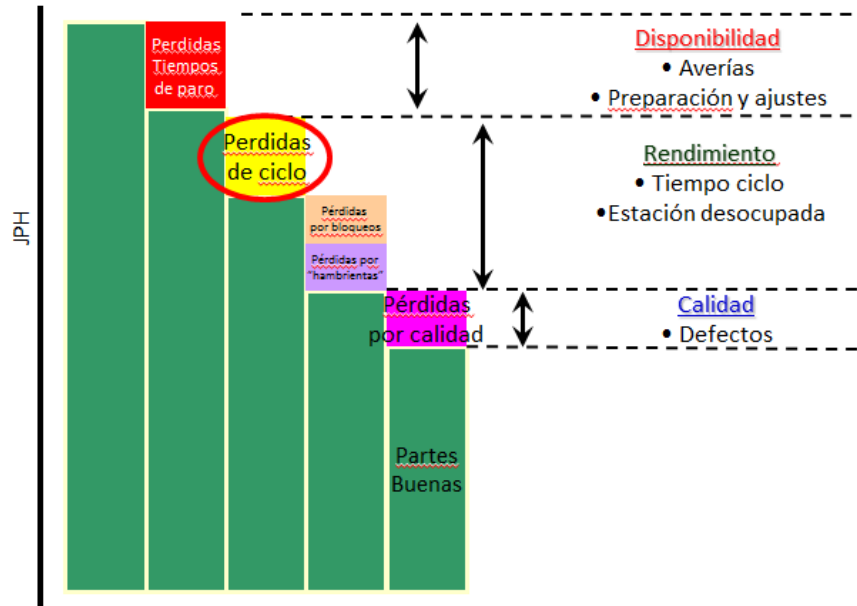 JPH
Perdidas
Tiempos
de paro
Perdidas
de ciclo
Pérdidas
por bloqueos
Pérdidas por
“hambrientas”
Pérdidas
por calidad
Partes
Buenas
Disponibilidad
• Averías
• Preparación y ajustes
Rendimiento
• Tiempo ciclo
•Estación desocupada
Calidad
• Defectos